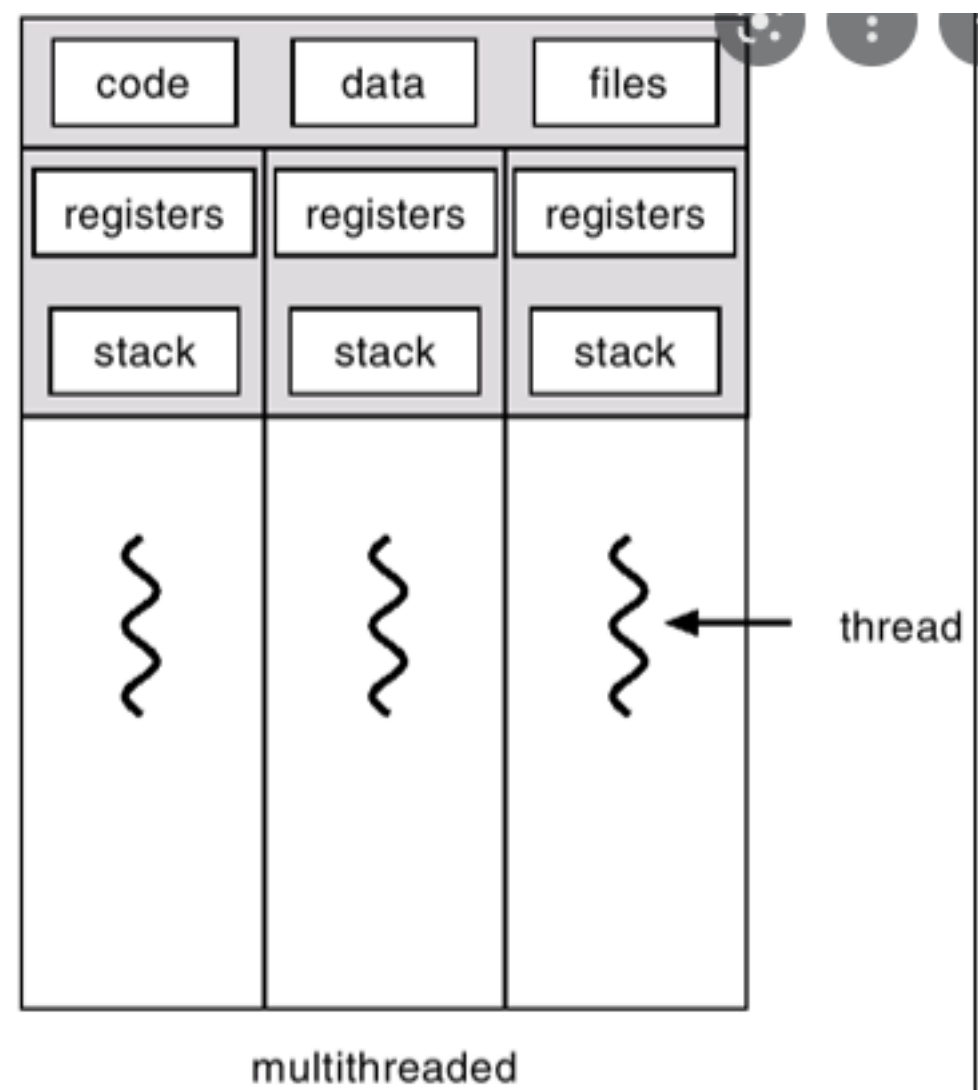 code data files
registers registers registers
stack stack stack
thread
multithreaded